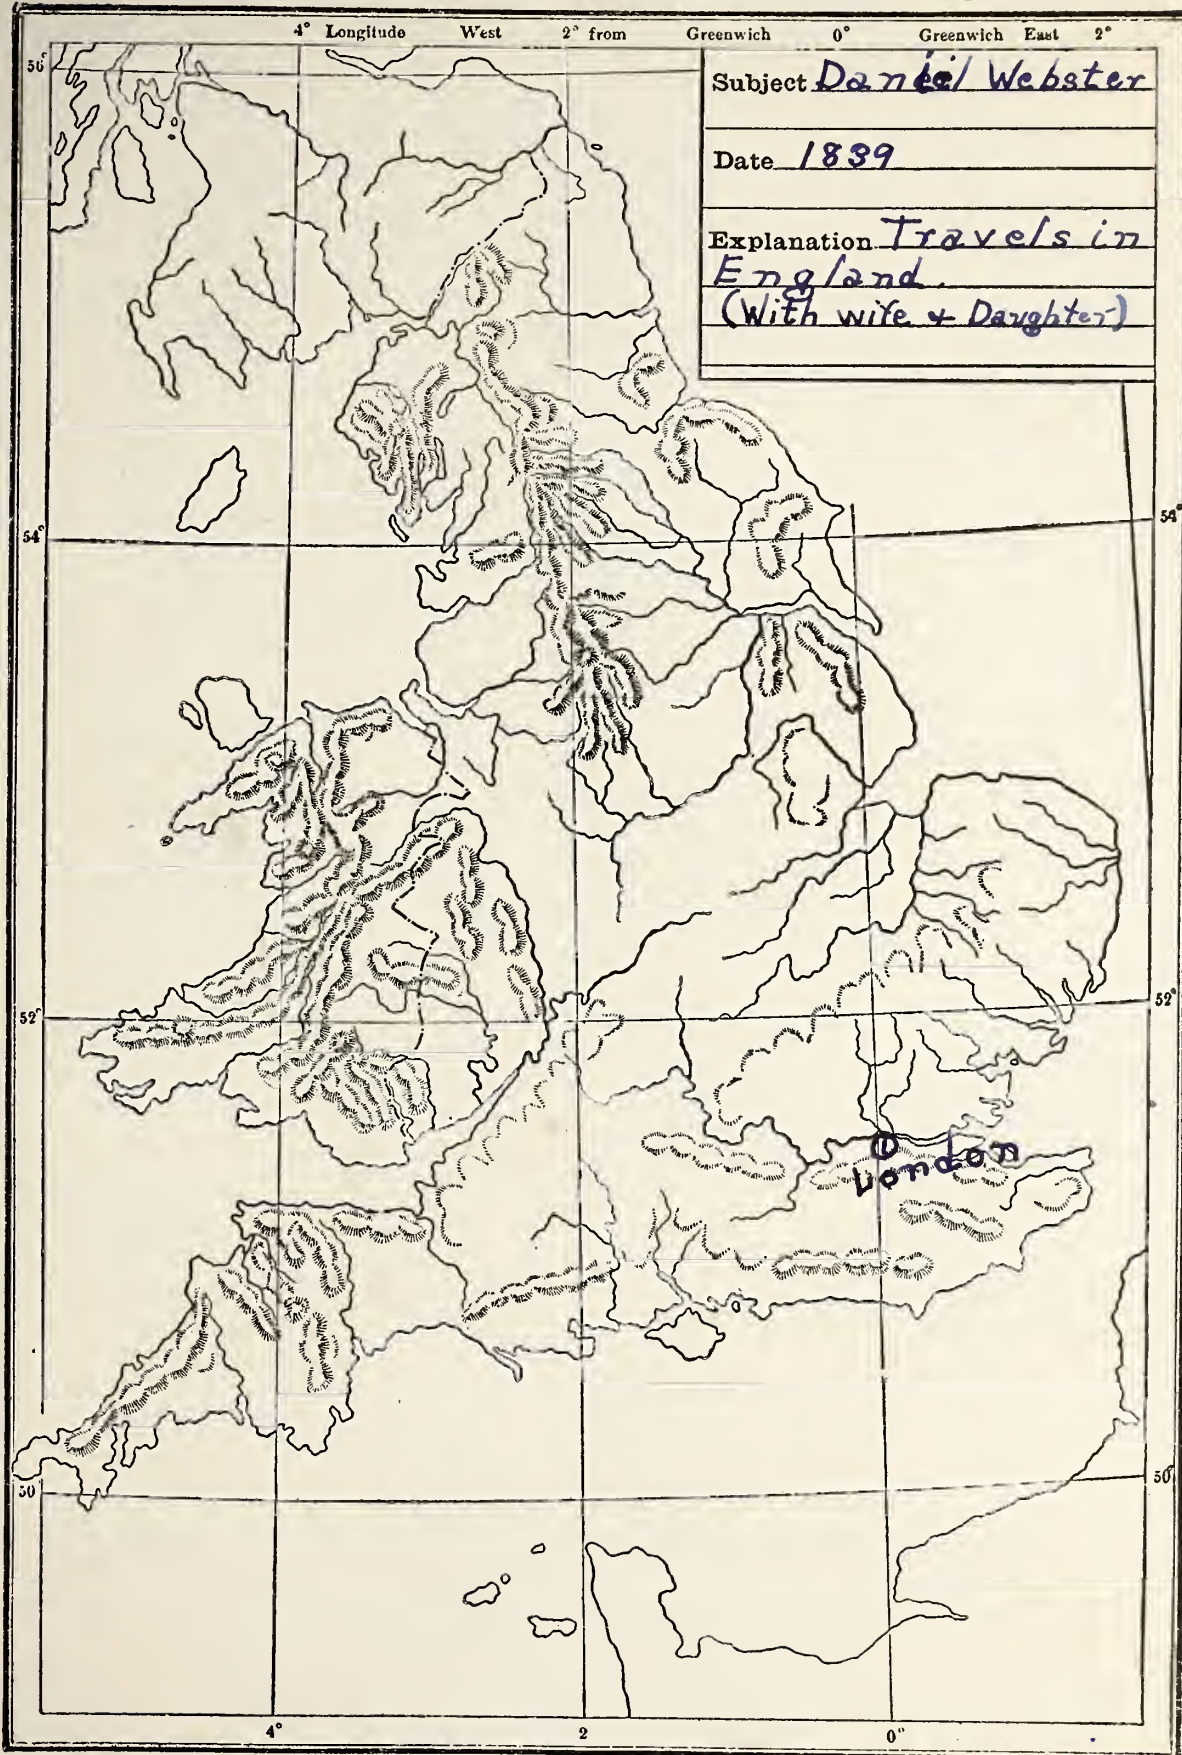 4° Longitude West 2° from Greenwich 0° Greenwich East 2°
56°
Subject Daniel Webster
Date 1839
Explanation Travels in
England.
(With wife + Daughter)
54° 54°
52° 52°
① London
50° 50°
4° 2 0°